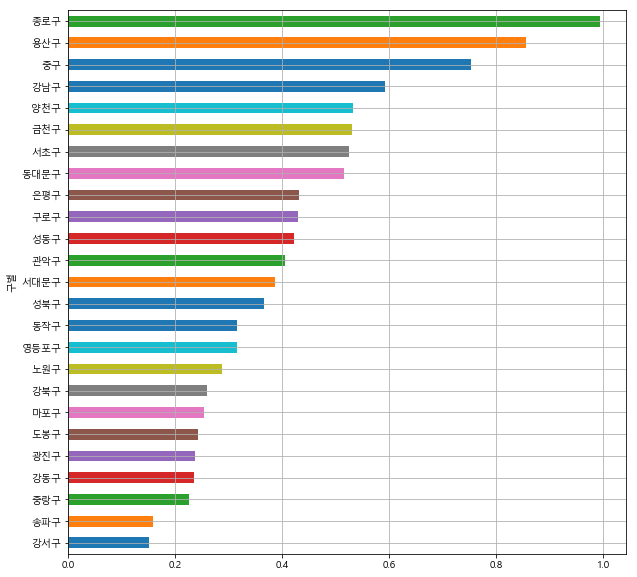 종로구
용산구
중구
강남구
양천구
금천구
서초구
동대문구
은평구
구로구
성동구
관악구
서대문구
성북구
동작구
영등포구
노원구
강북구
마포구
도봉구
광진구
강동구
중랑구
송파구
강서구
구별
0.0 0.2 0.4 0.6 0.8 1.0